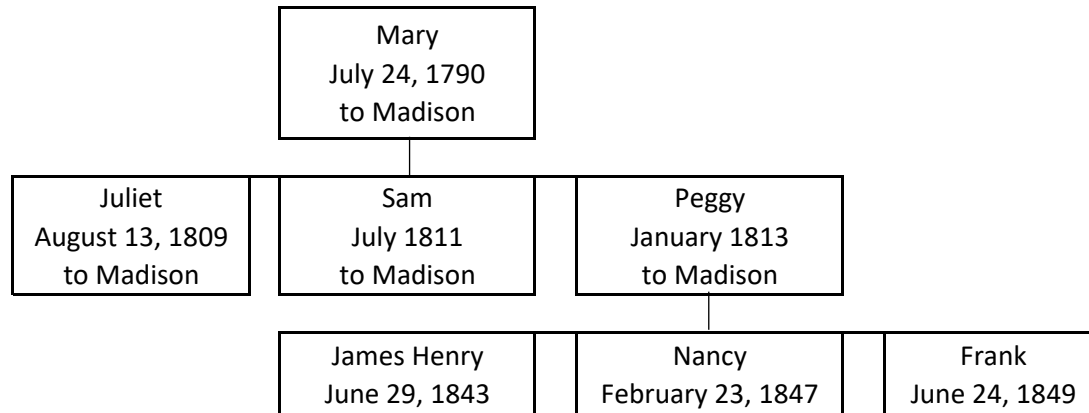 Mary
July 24, 1790
to Madison
Juliet
August 13, 1809
to Madison
Sam
July 1811
to Madison
Peggy
January 1813
to Madison
James Henry
June 29, 1843
Nancy
February 23, 1847
Frank
June 24, 1849